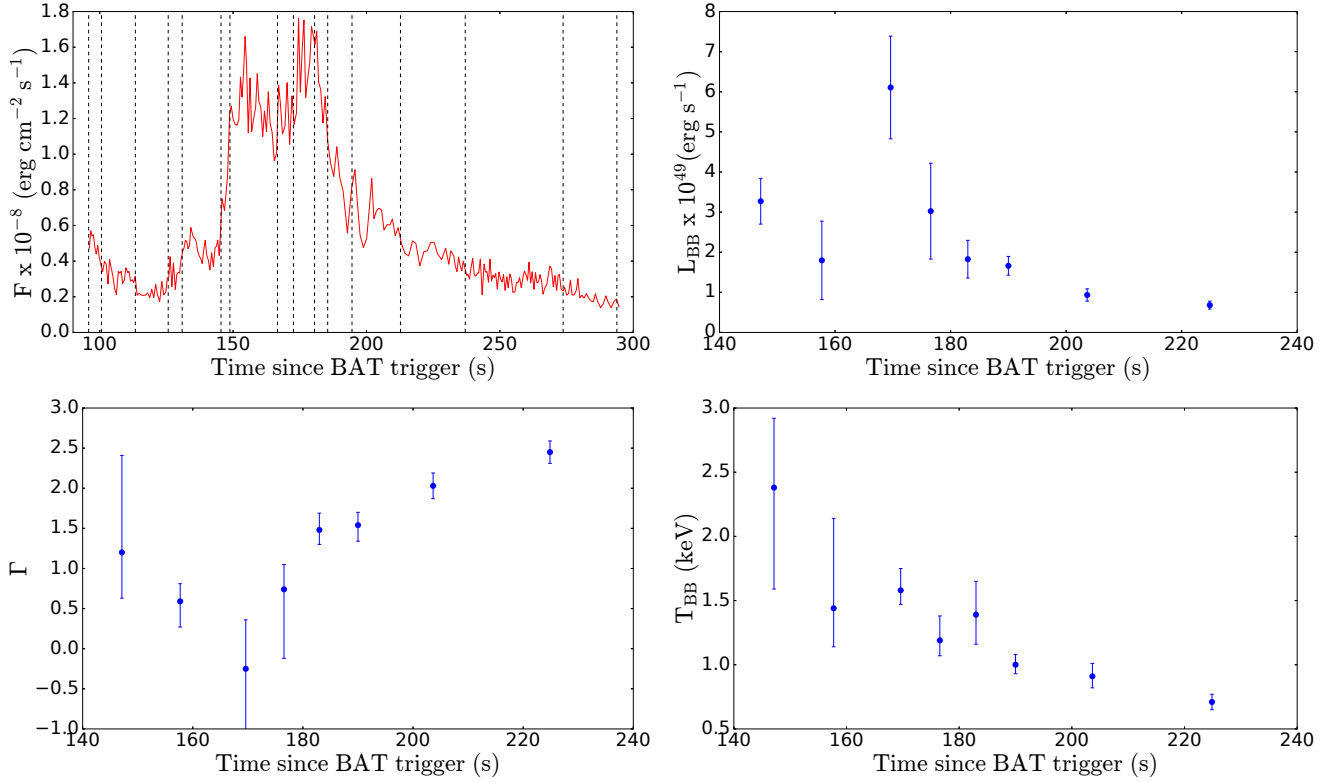 1.8
1.6
1.4
1.2
1.0
0.8
0.6
0.4
0.2
0.0
F x 10⁻⁸ (erg cm⁻² s⁻¹)
100 150 200 250 300
Time since BAT trigger (s)
8
7
6
5
4
3
2
1
0
L_BB x 10⁴⁹(erg s⁻¹)
140 160 180 200 220 240
Time since BAT trigger (s)
3.0
2.5
2.0
1.5
1.0
0.5
0.0
−0.5
−1.0
Γ
140 160 180 200 220 240
Time since BAT trigger (s)
3.0
2.5
2.0
1.5
1.0
0.5
T_BB (keV)
140 160 180 200 220 240
Time since BAT trigger (s)